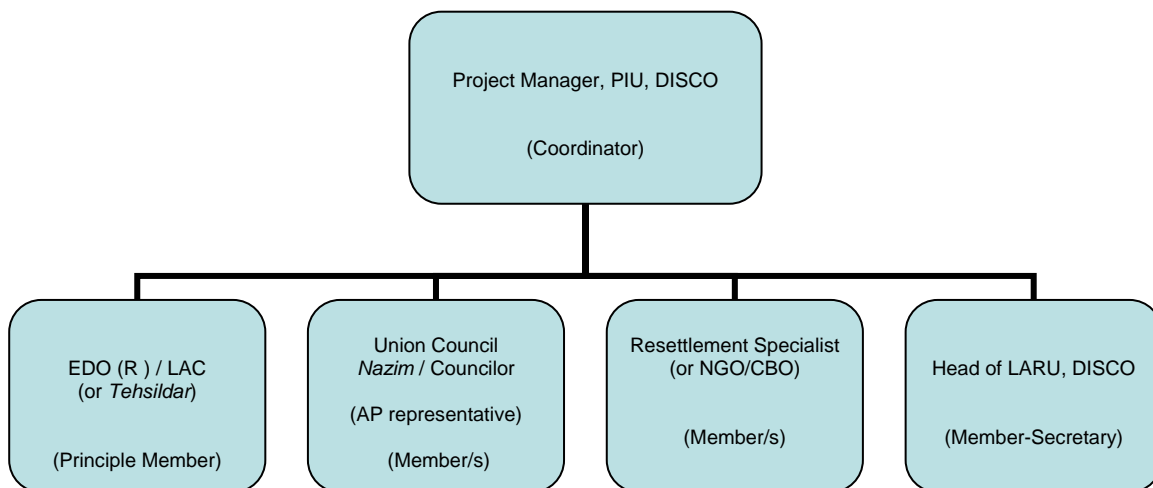 Project Manager, PIU, DISCO
(Coordinator)
EDO (R ) / LAC
(or Tehsildar)
(Principle Member)
Union Council
Nazim / Councilor
(AP representative)
(Member/s)
Resettlement Specialist
(or NGO/CBO)
(Member/s)
Head of LARU, DISCO
(Member-Secretary)